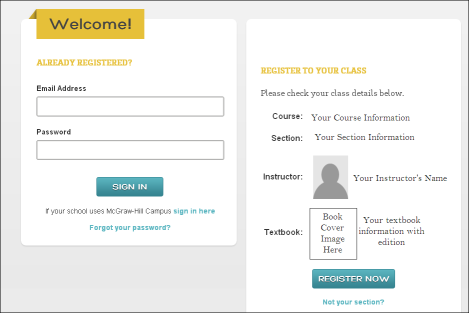 Welcome!
ALREADY REGISTERED?
Email Address
Password
SIGN IN
If your school uses McGraw-Hill Campus sign in here
Forgot your password?
REGISTER TO YOUR CLASS
Please check your class details below.
Course: Your Course Information
Section: Your Section Information
Instructor: Your Instructor's Name
Textbook:
Book
Cover
Image
Here
Your textbook
information with
edition
REGISTER NOW
Not your section?